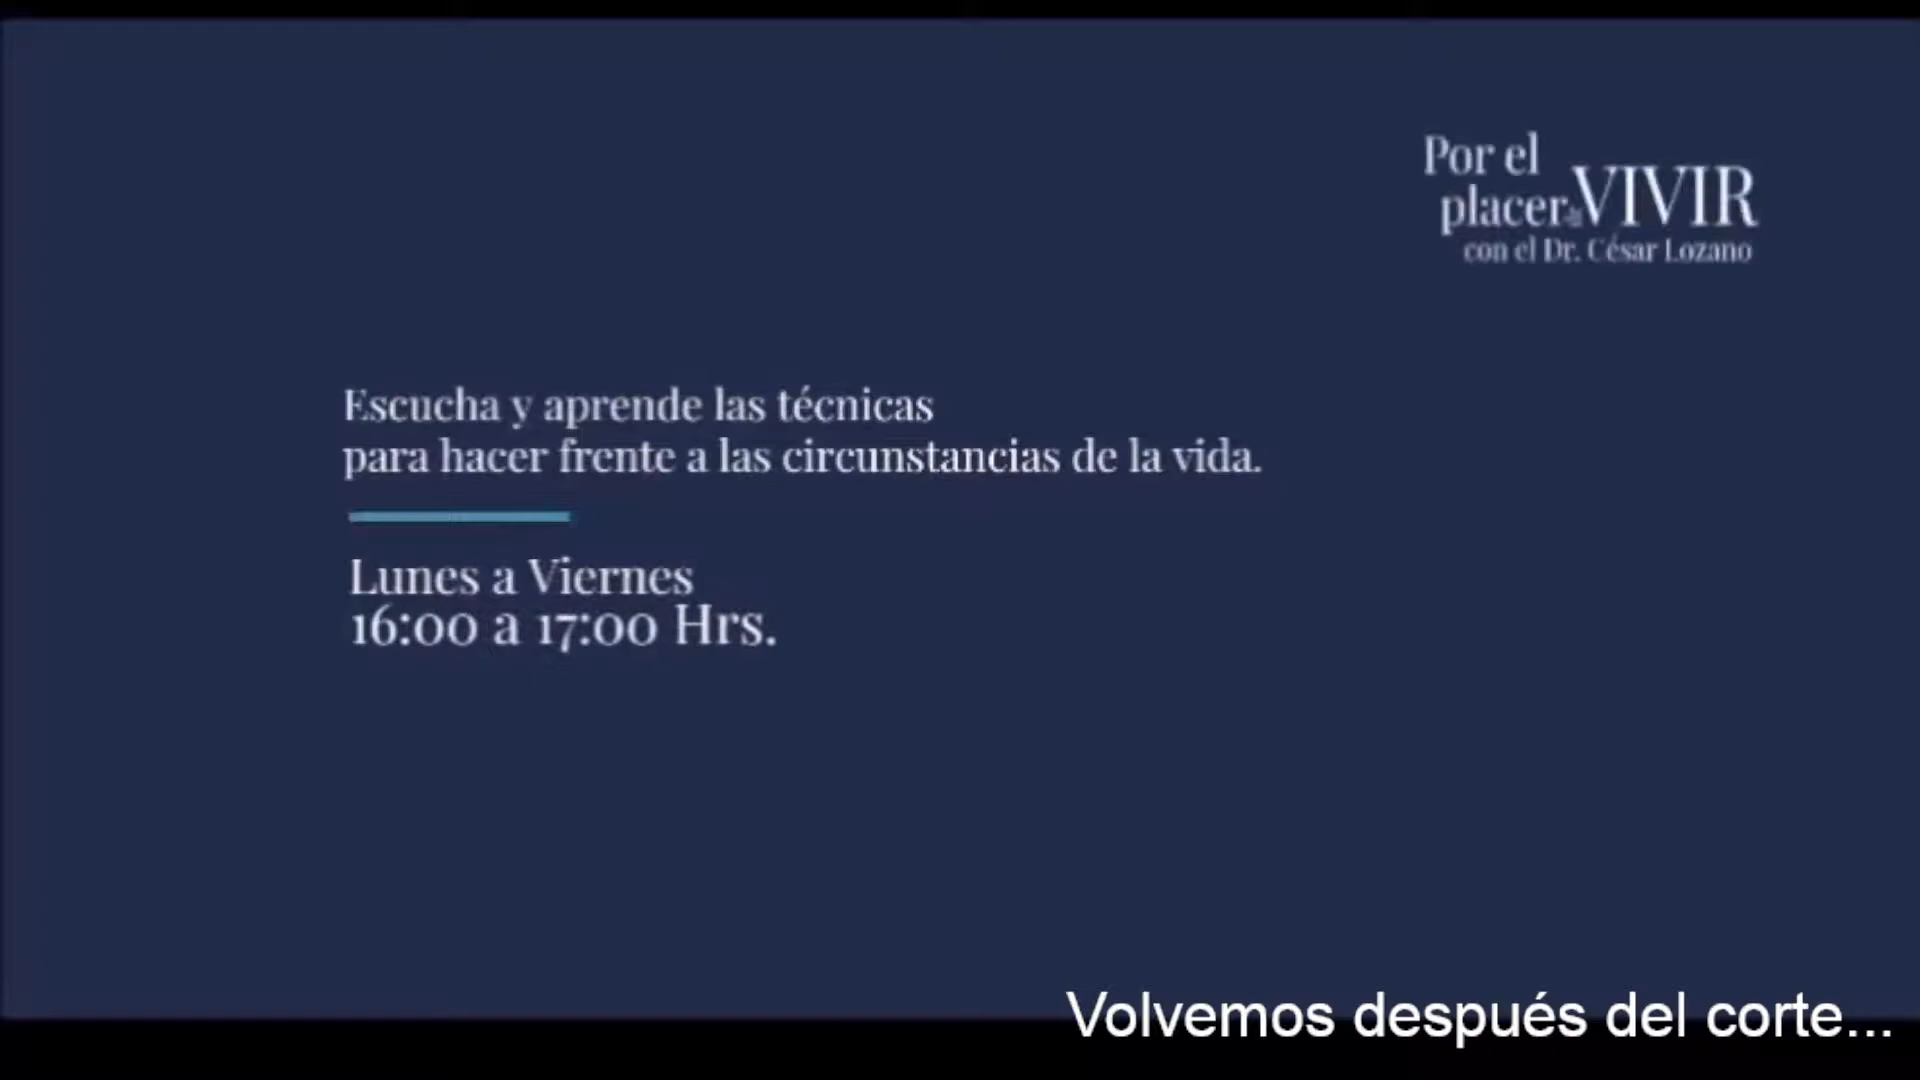 Por el
placer de VIVIR
con el Dr. César Lozano
Escucha y aprende las técnicas
para hacer frente a las circunstancias de la vida.
Lunes a Viernes
16:00 a 17:00 Hrs.
Volvemos después del corte...